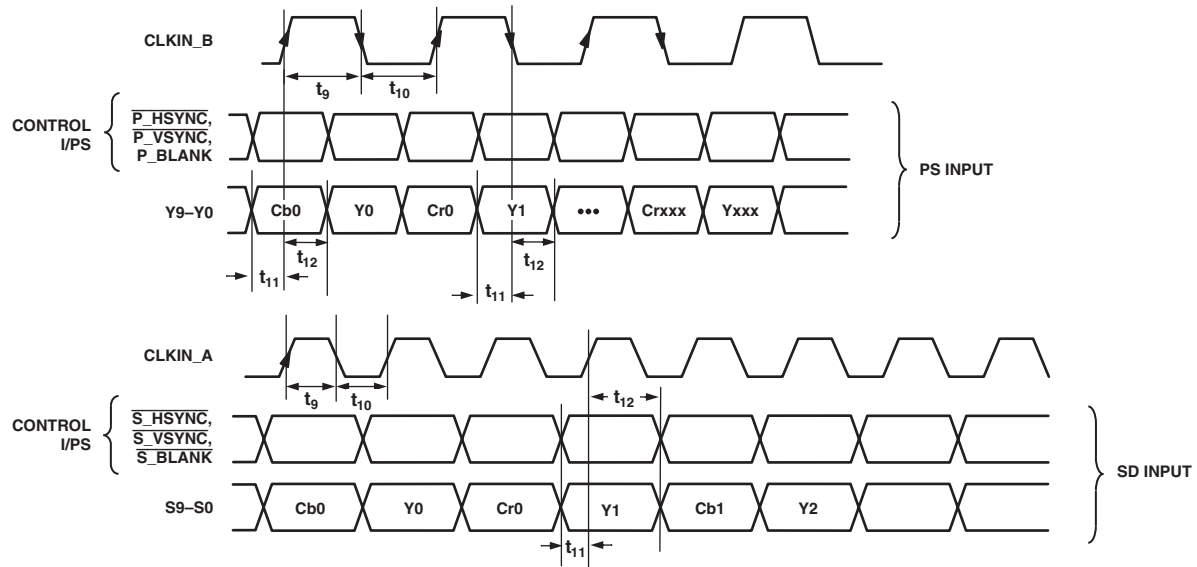 CLKIN_B
t9
t10
CONTROL
I/PS
P_HSYNC,
P_VSYNC,
P_BLANK
PS INPUT
Y9–Y0
Cb0
Y0
Cr0
Y1
•••
Crxxx
Yxxx
t12
t12
t11
t11
CLKIN_A
t9
t10
t12
CONTROL
I/PS
S_HSYNC,
S_VSYNC,
S_BLANK
SD INPUT
S9–S0
Cb0
Y0
Cr0
Y1
Cb1
Y2
t11